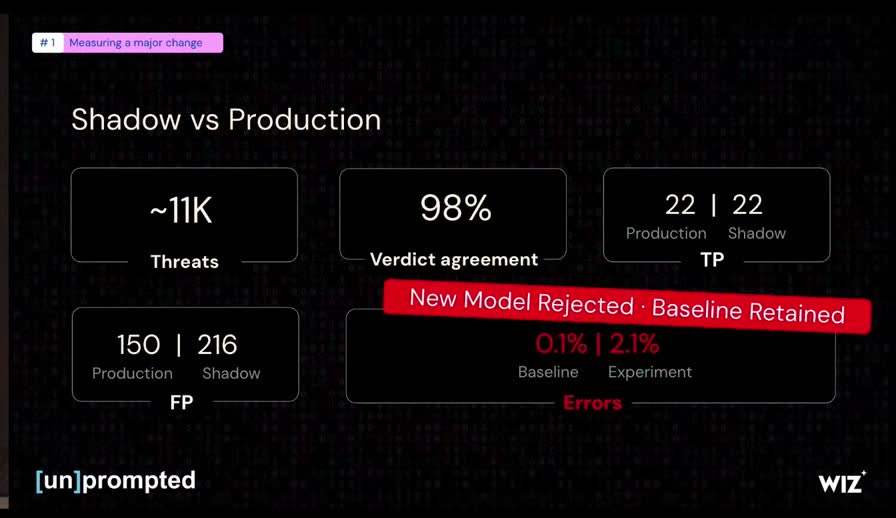 # 1 Measuring a major change
Shadow vs Production
~11K
Threats
98%
Verdict agreement
22 | 22
Production Shadow
TP
150 | 216
Production Shadow
FP
New Model Rejected · Baseline Retained
0.1% | 2.1%
Baseline Experiment
Errors
[un]prompted
WIZ